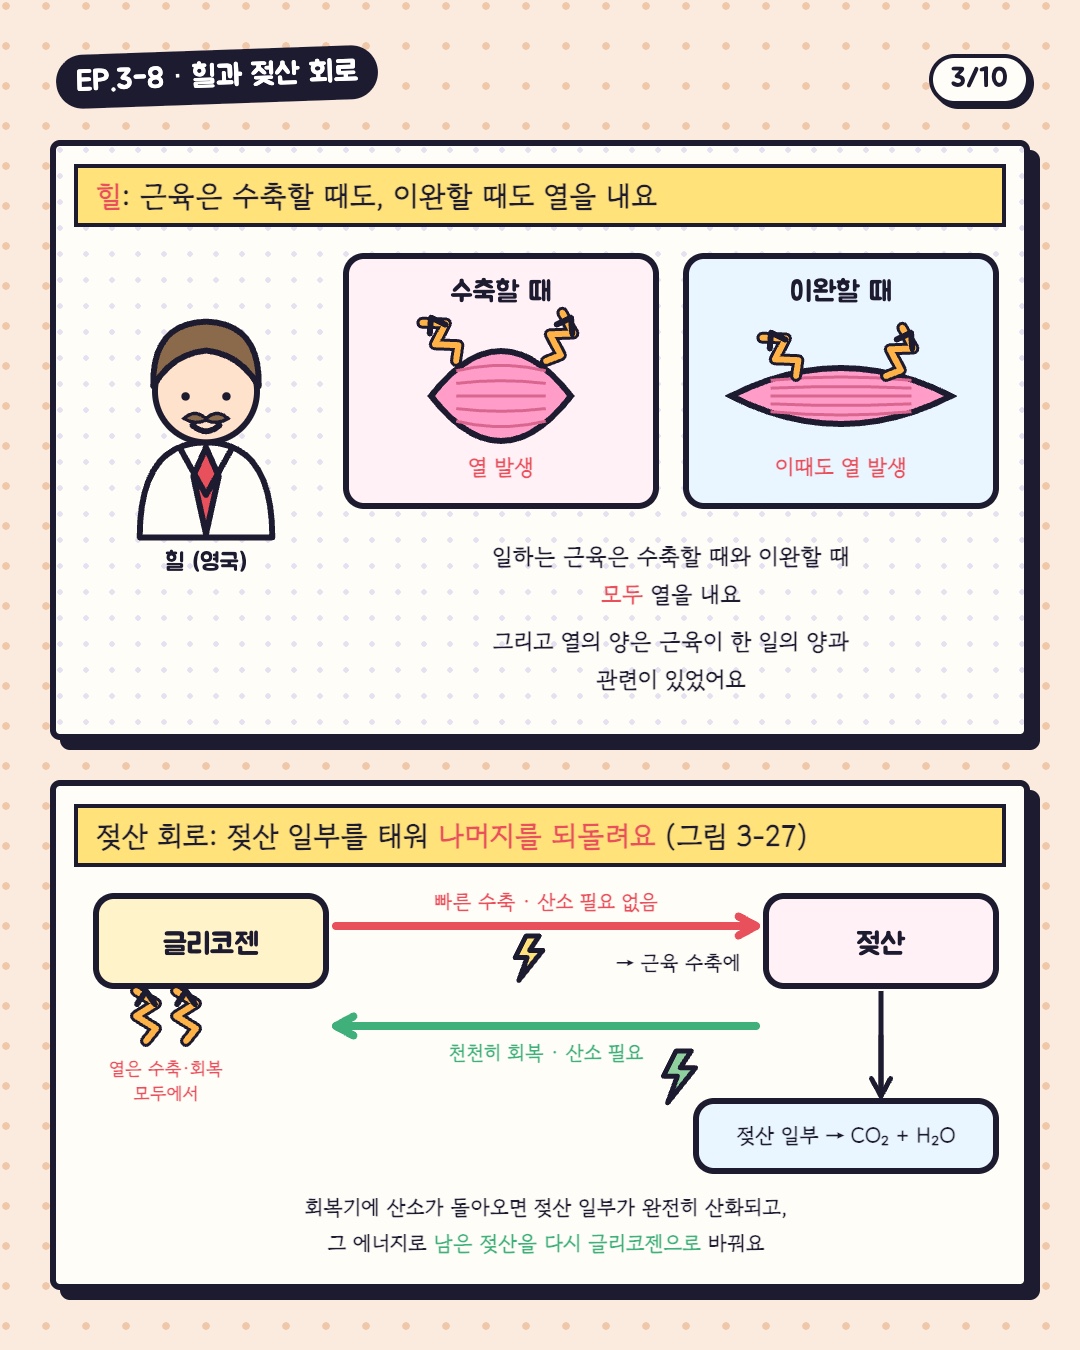 EP.3-8 · 힐과 젖산 회로
3/10
힐: 근육은 수축할 때도, 이완할 때도 열을 내요
수축할 때
이완할 때
열 발생
이때도 열 발생
힐 (영국)
일하는 근육은 수축할 때와 이완할 때
모두 열을 내요
그리고 열의 양은 근육이 한 일의 양과
관련이 있었어요
젖산 회로: 젖산 일부를 태워 나머지를 되돌려요 (그림 3-27)
빠른 수축 · 산소 필요 없음
글리코젠
젖산
→ 근육 수축에
천천히 회복 · 산소 필요
열은 수축·회복
모두에서
젖산 일부 → CO₂ + H₂O
회복기에 산소가 돌아오면 젖산 일부가 완전히 산화되고,
그 에너지로 남은 젖산을 다시 글리코젠으로 바꿔요